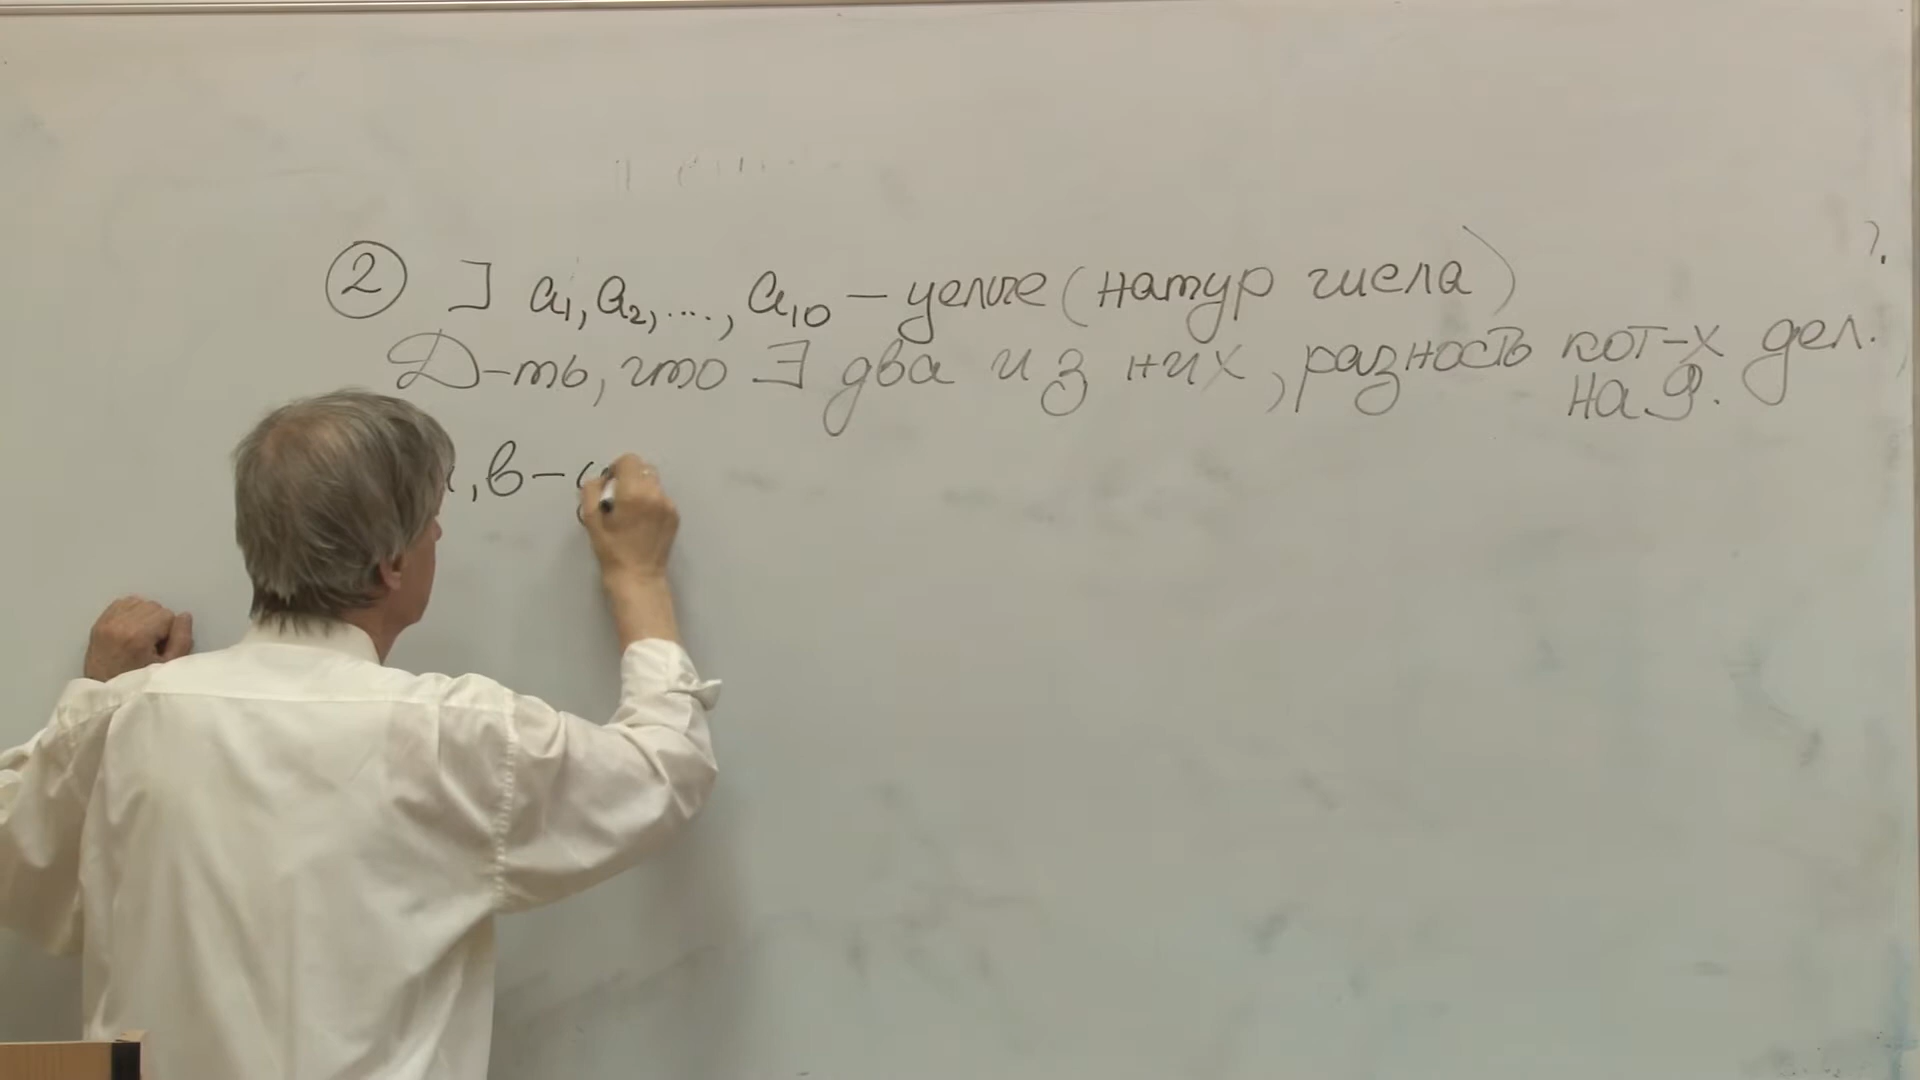 ② ∃ a₁, a₂, ...., a₁₀ – целые (натур числа)
Д-ть, что ∃ два из них, разность кот-х дел.
на 9.
, в –